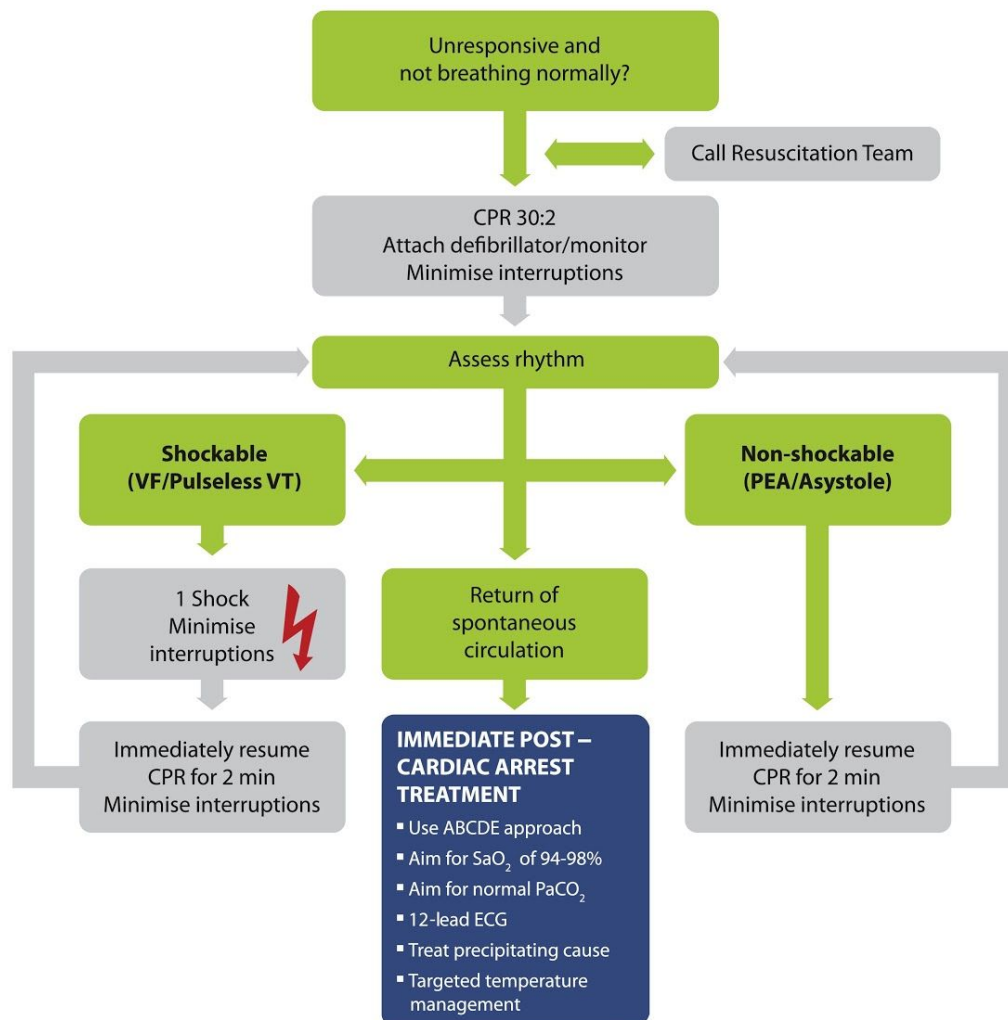 Unresponsive and
not breathing normally?
Call Resuscitation Team
CPR 30:2
Attach defibrillator/monitor
Minimise interruptions
Assess rhythm
Shockable
(VF/Pulseless VT)
Non-shockable
(PEA/Asystole)
1 Shock
Minimise
interruptions
Return of
spontaneous
circulation
Immediately resume
CPR for 2 min
Minimise interruptions
IMMEDIATE POST –
CARDIAC ARREST
TREATMENT
▪ Use ABCDE approach
▪ Aim for SaO₂ of 94-98%
▪ Aim for normal PaCO₂
▪ 12-lead ECG
▪ Treat precipitating cause
▪ Targeted temperature
management
Immediately resume
CPR for 2 min
Minimise interruptions